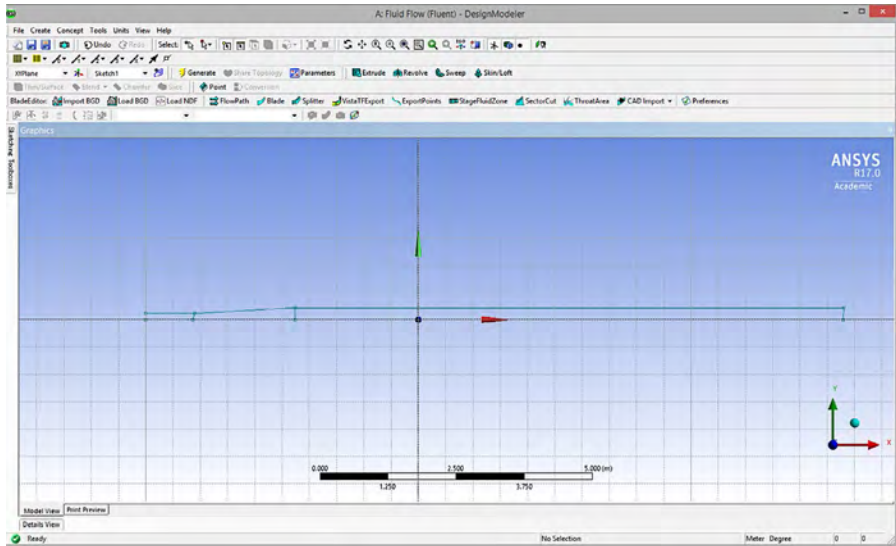 A: Fluid Flow (Fluent) - DesignModeler
File Create Concept Tools Units View Help
Undo Redo Select:
XYPlane Sketch1 Generate Share Topology Parameters Extrude Revolve Sweep Skin/Loft
Thin/Surface Blend Chamfer Slice Point Conversion
BladeEditor: Import BGD Load BGD Load NDF FlowPath Blade Splitter VistaTFExport ExportPoints StageFluidZone SectorCut ThroatArea CAD Import Preferences
Sketching Toolboxes
Graphics
ANSYS
R17.0
Academic
Y
X
0.000 2.500 5.000 (m)
1.250 3.750
Model View Print Preview
Details View
Ready No Selection Meter Degree 0 0